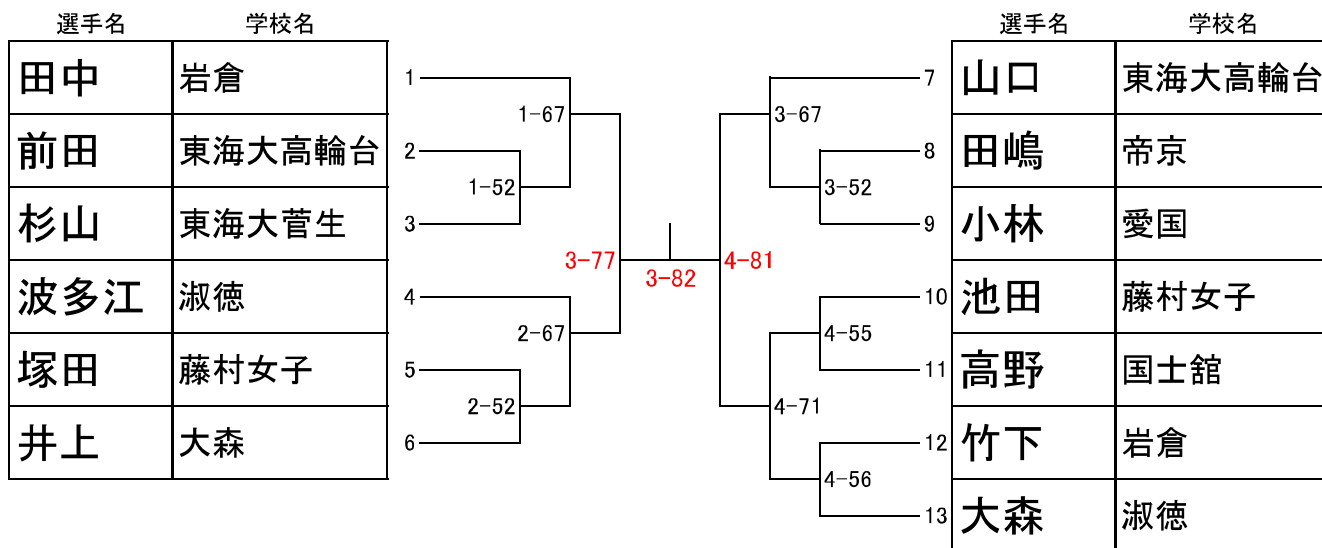 選手名 学校名 選手名 学校名
田中 岩倉 1 7 山口 東海大高輪台
1-67 3-67
前田 東海大高輪台 2 8 田嶋 帝京
1-52 3-52
杉山 東海大菅生 3 9 小林 愛国
3-77 3-82 4-81
波多江 淑徳 4 10 池田 藤村女子
2-67 4-55
塚田 藤村女子 5 11 高野 国士舘
2-52 4-71
井上 大森 6 12 竹下 岩倉
4-56
13 大森 淑徳